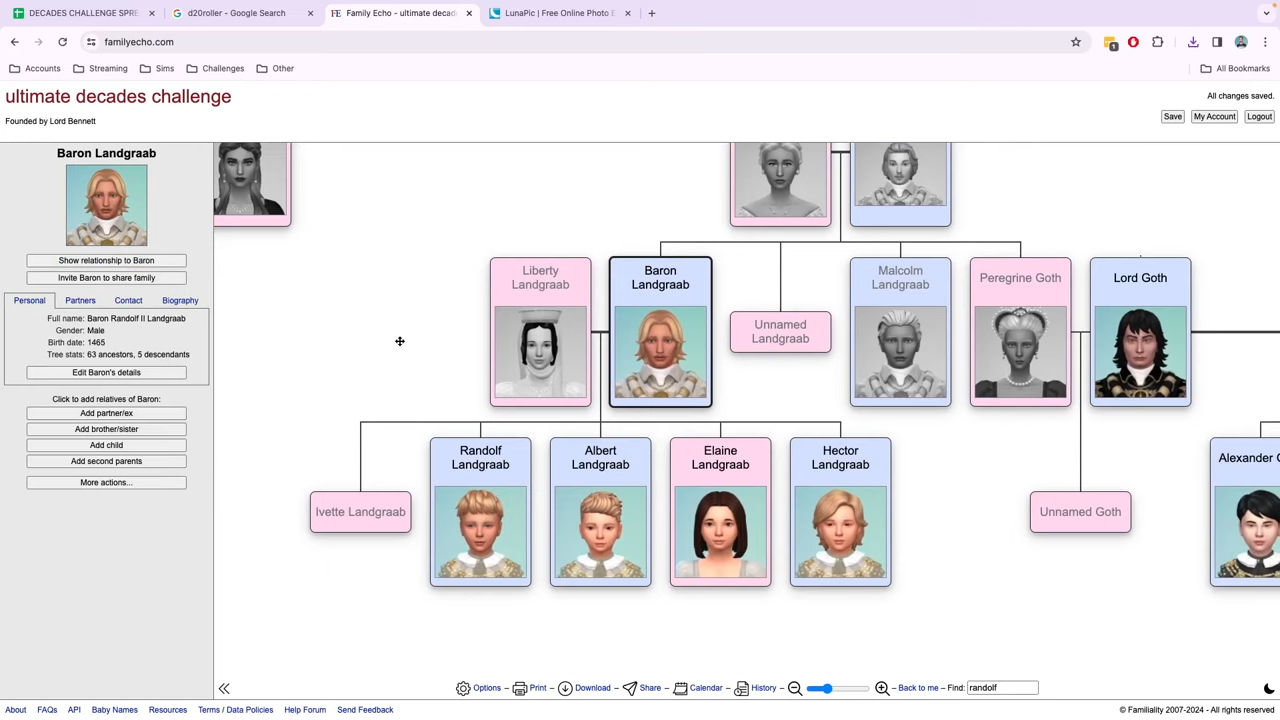 DECADES CHALLENGE SPRE
d20roller - Google Search
Family Echo - ultimate decade
LunaPic | Free Online Photo E
familyecho.com
1
Accounts
Streaming
Sims
Challenges
Other
All Bookmarks
ultimate decades challenge
All changes saved.
Founded by Lord Bennett
Save
My Account
Logout
Baron Landgraab
Show relationship to Baron
Invite Baron to share family
Personal
Partners
Contact
Biography
Full name: Baron Randolf II Landgraab
Gender: Male
Birth date: 1465
Tree stats: 63 ancestors, 5 descendants
Edit Baron's details
Click to add relatives of Baron:
Add partner/ex
Add brother/sister
Add child
Add second parents
More actions...
Liberty
Landgraab
Baron
Landgraab
Unnamed
Landgraab
Malcolm
Landgraab
Peregrine Goth
Lord Goth
Ivette Landgraab
Randolf
Landgraab
Albert
Landgraab
Elaine
Landgraab
Hector
Landgraab
Unnamed Goth
Alexander G
Options – Print – Download – Share – Calendar – History – Back to me – Find: randolf
About
FAQs
API
Baby Names
Resources
Terms / Data Policies
Help Forum
Send Feedback
© Familiality 2007-2024 - All rights reserved